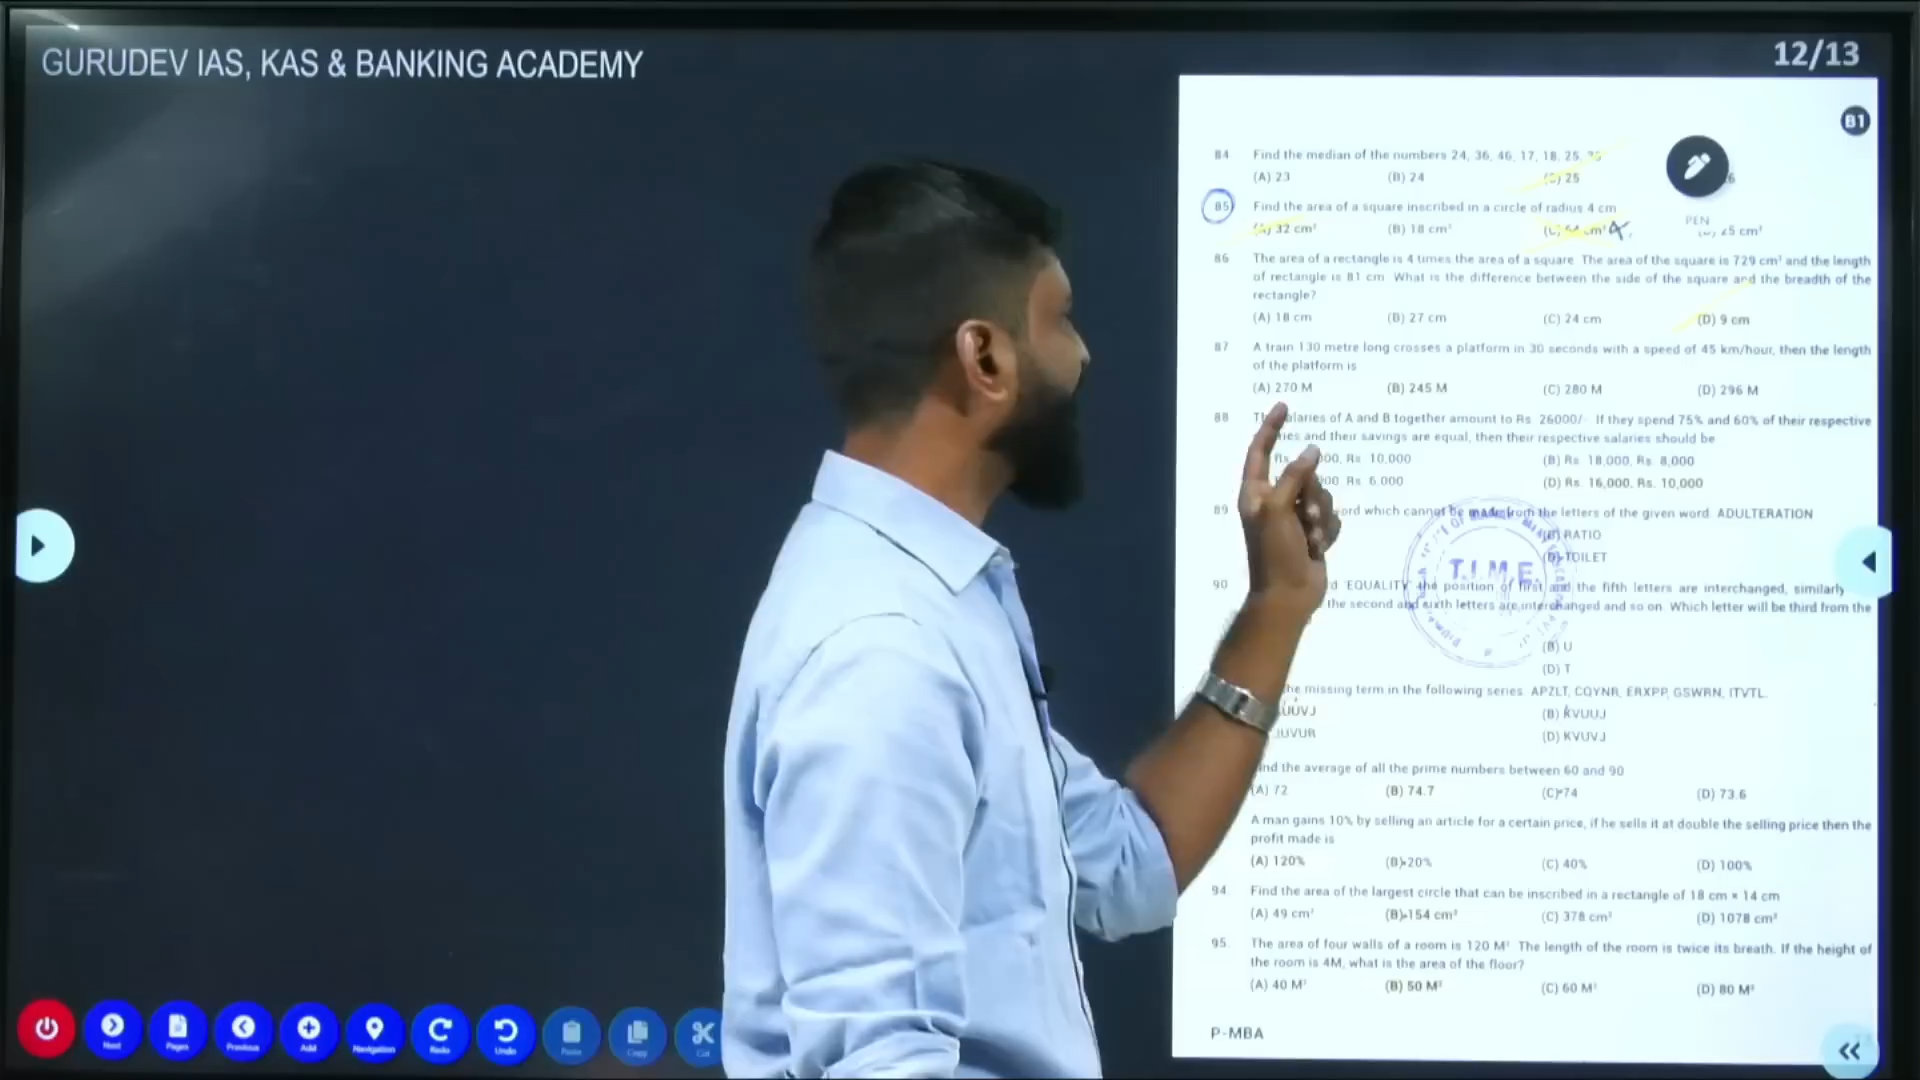 GURUDEV IAS, KAS & BANKING ACADEMY
12/13
B1
84 Find the median of the numbers 24, 36, 46, 17, 18, 25,
(A) 23 (B) 24 25
PEN
85 Find the area of a square inscribed in a circle of radius 4 cm
(A) 32 cm² (B) 18 cm² 25 cm²
86 The area of a rectangle is 4 times the area of a square. The area of the square is 729 cm² and the length
of rectangle is 81 cm. What is the difference between the side of the square and the breadth of the
rectangle?
(A) 18 cm (B) 27 cm (C) 24 cm (D) 9 cm
87 A train 130 metre long crosses a platform in 30 seconds with a speed of 45 km/hour, then the length
of the platform is
(A) 270 M (B) 245 M (C) 280 M (D) 296 M
88 salaries of A and B together amount to Rs. 26000/- If they spend 75% and 60% of their respective
and their savings are equal, then their respective salaries should be
Rs. 10,000 (B) Rs. 18,000, Rs. 8,000
Rs. 6,000 (D) Rs. 16,000, Rs. 10,000
89 which cannot be made from the letters of the given word ADULTERATION
(B) RATIO
(D) TOILET
T.I.M.E.
90 'EQUALITY' the position of first and the fifth letters are interchanged, similarly
the second and sixth letters are interchanged and so on. Which letter will be third from the
(B) U
(D) T
missing term in the following series. APZLT, CQYNR, ERXPP, GSWRN, ITVTL
UUVJ (B) KVUUJ
JUVUR (D) KVUVJ
the average of all the prime numbers between 60 and 90
(A) 72 (B) 74.7 (C) 74 (D) 73.6
A man gains 10% by selling an article for a certain price, if he sells it at double the selling price then the
profit made is
(A) 120% (B) 20% (C) 40% (D) 100%
94. Find the area of the largest circle that can be inscribed in a rectangle of 18 cm × 14 cm
(A) 49 cm² (B) 154 cm² (C) 378 cm² (D) 1078 cm²
95. The area of four walls of a room is 120 M² The length of the room is twice its breath. If the height of
the room is 4M, what is the area of the floor?
(A) 40 M² (B) 50 M² (C) 60 M² (D) 80 M²
P-MBA
Next Pages Previous Add Navigation Redo Undo Paste Copy Cut